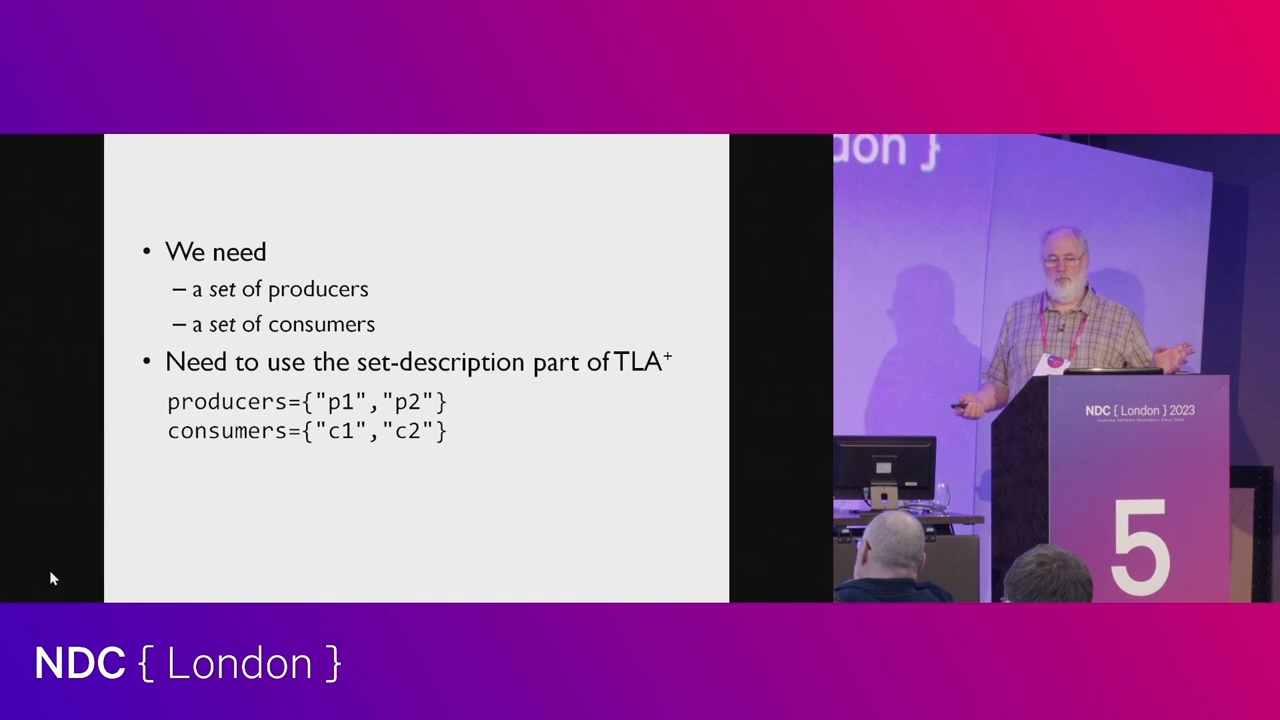 • We need
– a set of producers
– a set of consumers
• Need to use the set-description part of TLA+
producers={"p1","p2"}
consumers={"c1","c2"}
don }
NDC { London } 2023
5
NDC { London }